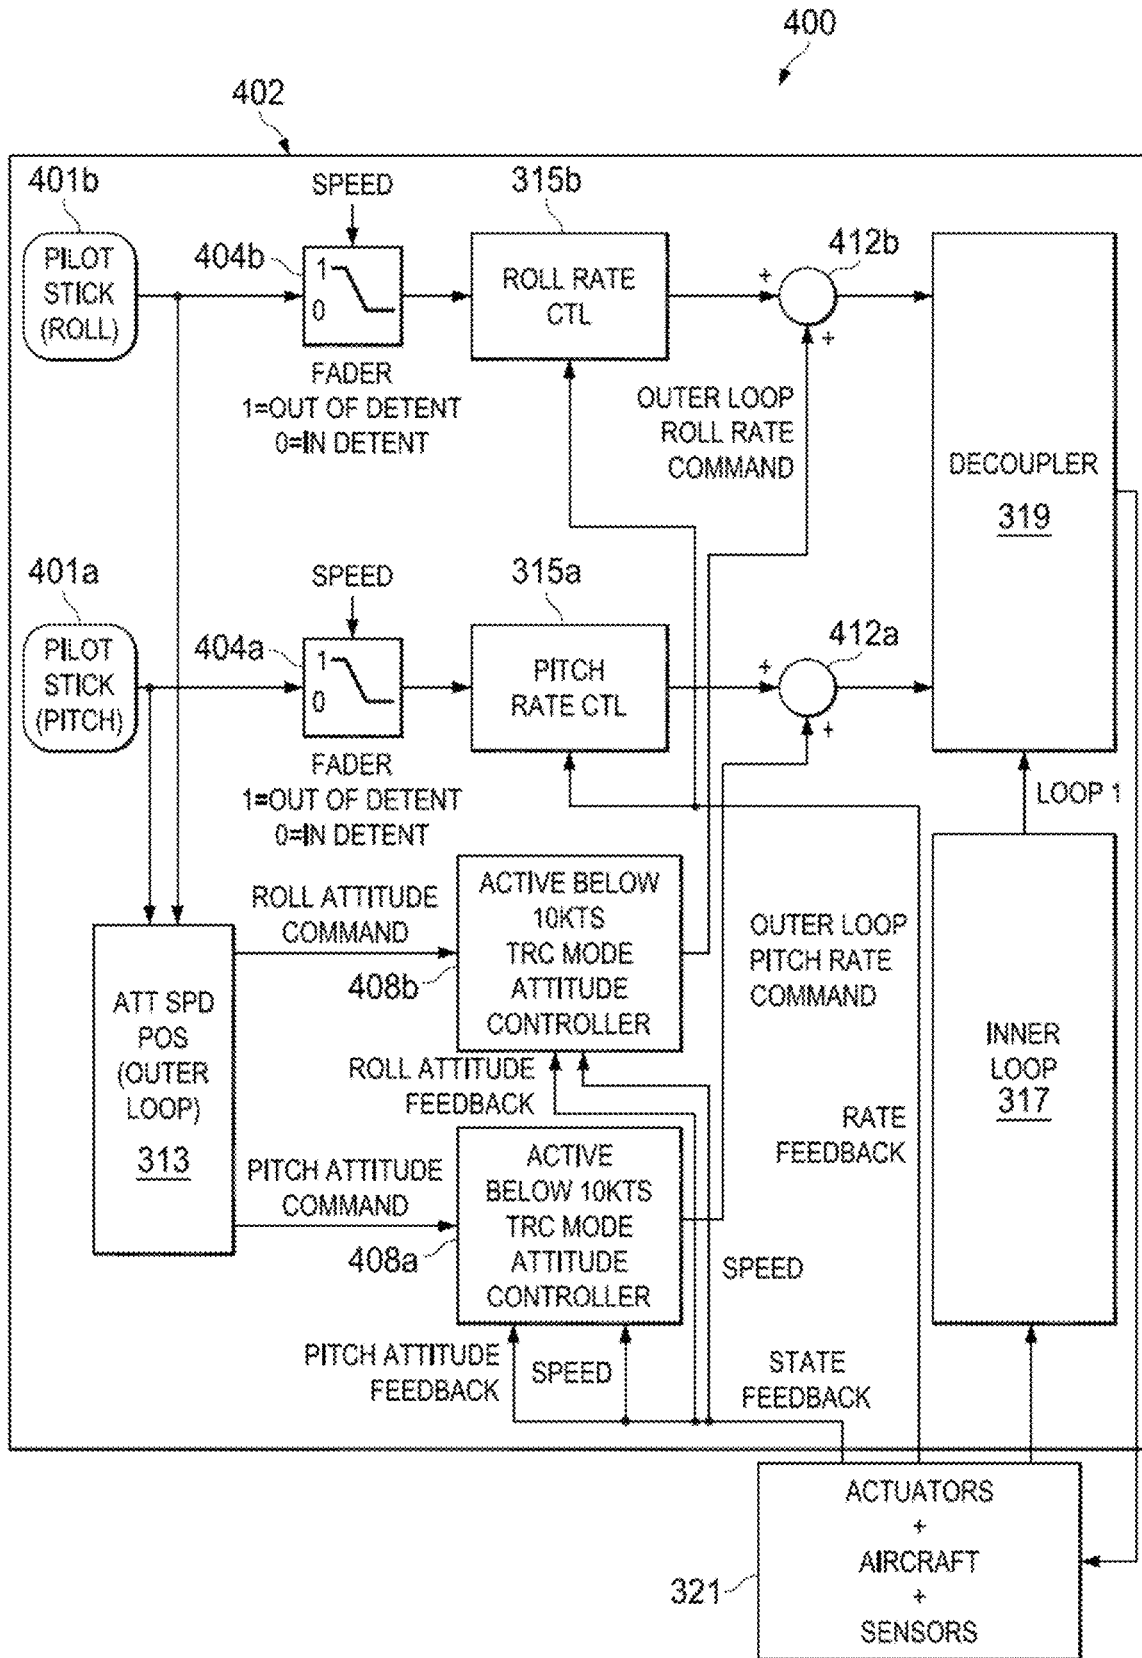 400
402
401b
PILOT
STICK
(ROLL)
SPEED
404b
1
0
FADER
1=OUT OF DETENT
0=IN DETENT
315b
ROLL RATE
CTL
+
412b
+
OUTER LOOP
ROLL RATE
COMMAND
DECOUPLER
319
401a
PILOT
STICK
(PITCH)
SPEED
404a
1
0
FADER
1=OUT OF DETENT
0=IN DETENT
315a
PITCH
RATE CTL
+
412a
+
LOOP 1
ROLL ATTITUDE
COMMAND
408b
ACTIVE BELOW
10KTS
TRC MODE
ATTITUDE
CONTROLLER
OUTER LOOP
PITCH RATE
COMMAND
ATT SPD
POS
(OUTER
LOOP)
313
ROLL ATTITUDE
FEEDBACK
INNER
LOOP
317
RATE
FEEDBACK
PITCH ATTITUDE
COMMAND
408a
ACTIVE
BELOW 10KTS
TRC MODE
ATTITUDE
CONTROLLER
SPEED
PITCH ATTITUDE
FEEDBACK
SPEED
STATE
FEEDBACK
321
ACTUATORS
+
AIRCRAFT
+
SENSORS